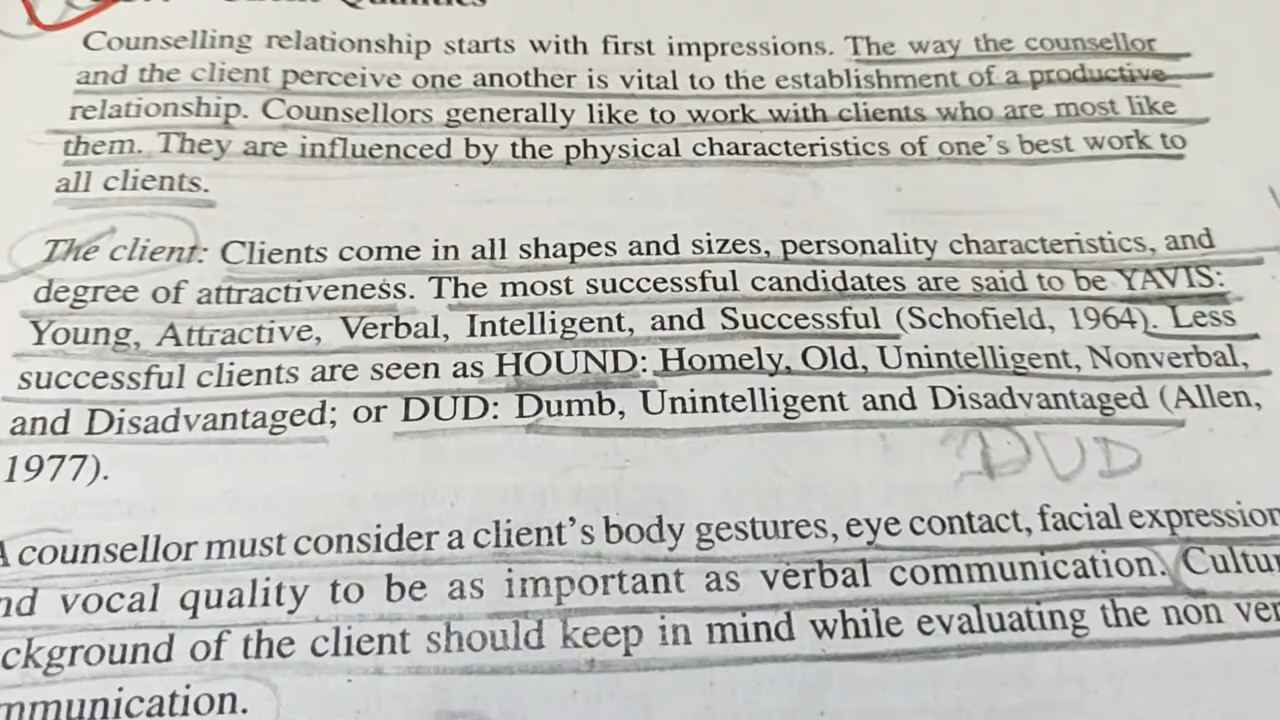 Counselling relationship starts with first impressions. The way the counsellor
and the client perceive one another is vital to the establishment of a productive
relationship. Counsellors generally like to work with clients who are most like
them. They are influenced by the physical characteristics of one's best work to
all clients.
The client: Clients come in all shapes and sizes, personality characteristics, and
degree of attractiveness. The most successful candidates are said to be YAVIS:
Young, Attractive, Verbal, Intelligent, and Successful (Schofield, 1964). Less
successful clients are seen as HOUND: Homely, Old, Unintelligent, Nonverbal,
and Disadvantaged; or DUD: Dumb, Unintelligent and Disadvantaged (Allen,
1977).
DUD
A counsellor must consider a client's body gestures, eye contact, facial expression
vocal quality to be as important as verbal communication.
of the client should keep in mind while evaluating the non